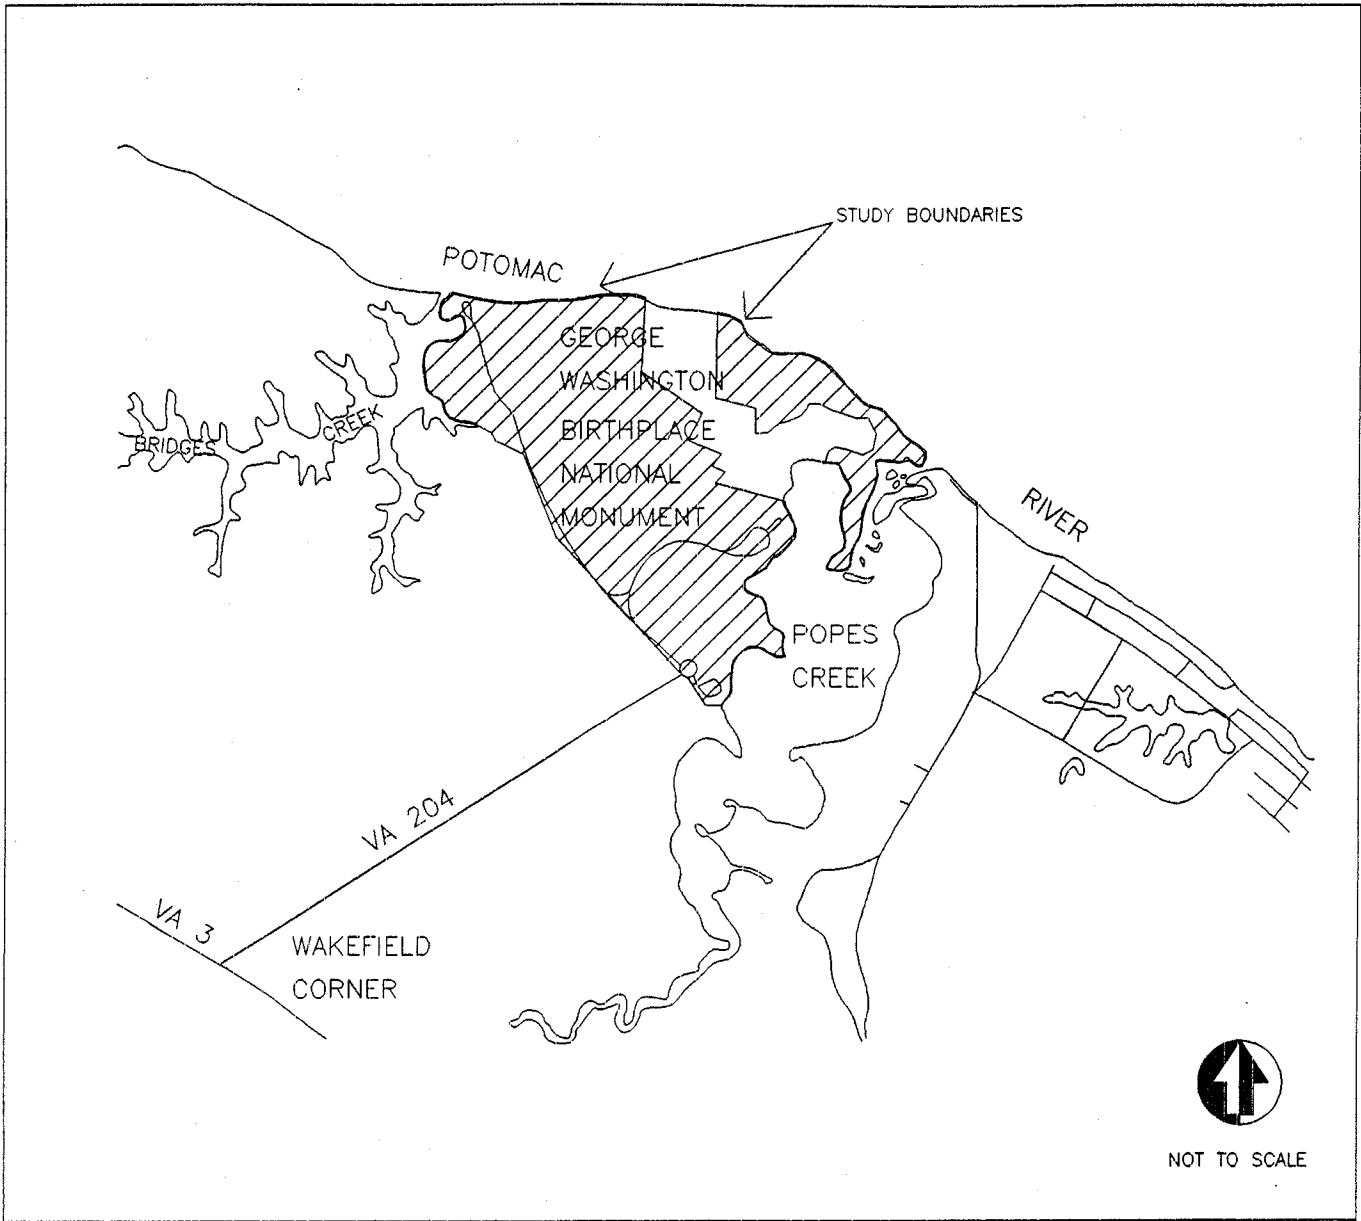 STUDY BOUNDARIES
POTOMAC
GEORGE
WASHINGTON
BIRTHPLACE
NATIONAL
MONUMENT
BRIDGES
CREEK
RIVER
POPES
CREEK
VA 204
VA 3
WAKEFIELD
CORNER
NOT TO SCALE